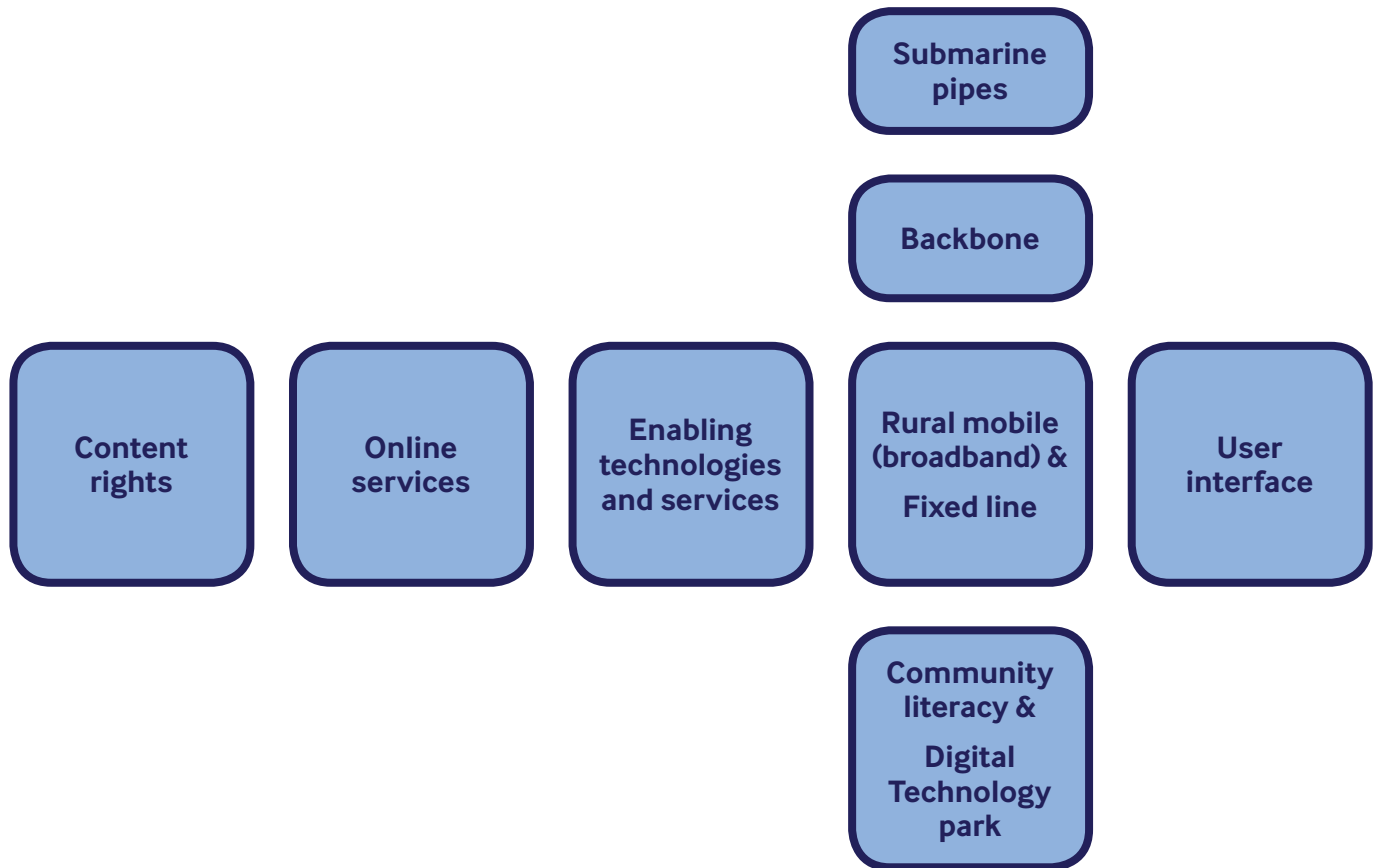 Submarine
pipes
Backbone
Content
rights
Online
services
Enabling
technologies
and services
Rural mobile
(broadband) &
Fixed line
User
interface
Community
literacy &
Digital
Technology
park